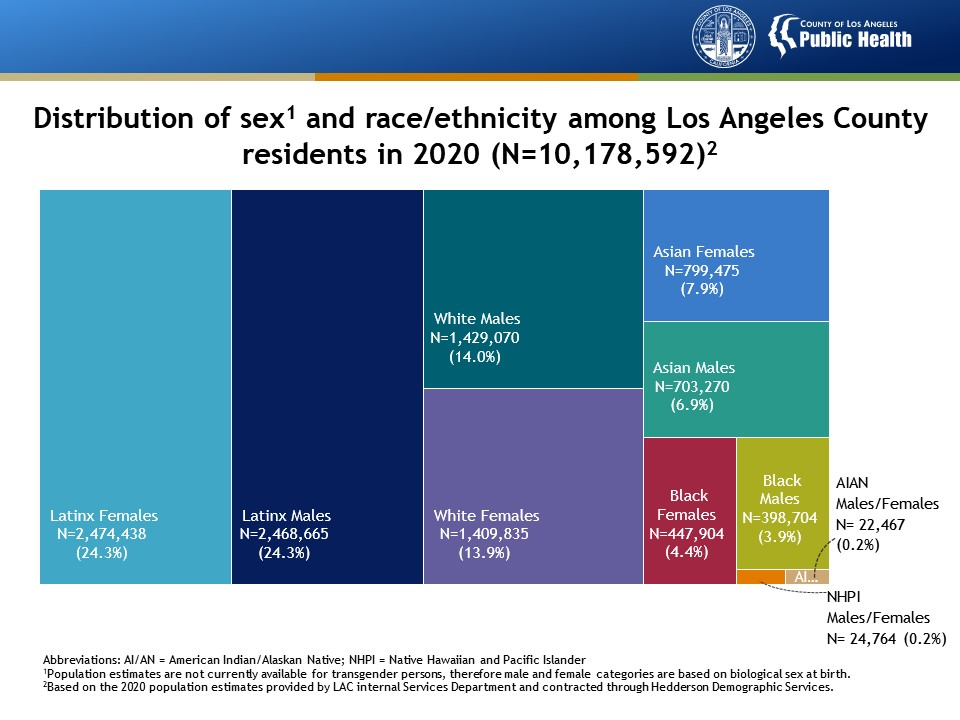 COUNTY OF LOS ANGELES
Public Health
Distribution of sex¹ and race/ethnicity among Los Angeles County
residents in 2020 (N=10,178,592)²
Latinx Females
N=2,474,438
(24.3%)
Latinx Males
N=2,468,665
(24.3%)
White Males
N=1,429,070
(14.0%)
White Females
N=1,409,835
(13.9%)
Asian Females
N=799,475
(7.9%)
Asian Males
N=703,270
(6.9%)
Black
Females
N=447,904
(4.4%)
Black
Males
N=398,704
(3.9%)
AI…
AIAN
Males/Females
N= 22,467
(0.2%)
NHPI
Males/Females
N= 24,764 (0.2%)
Abbreviations: AI/AN = American Indian/Alaskan Native; NHPI = Native Hawaiian and Pacific Islander
¹Population estimates are not currently available for transgender persons, therefore male and female categories are based on biological sex at birth.
²Based on the 2020 population estimates provided by LAC internal Services Department and contracted through Hedderson Demographic Services.